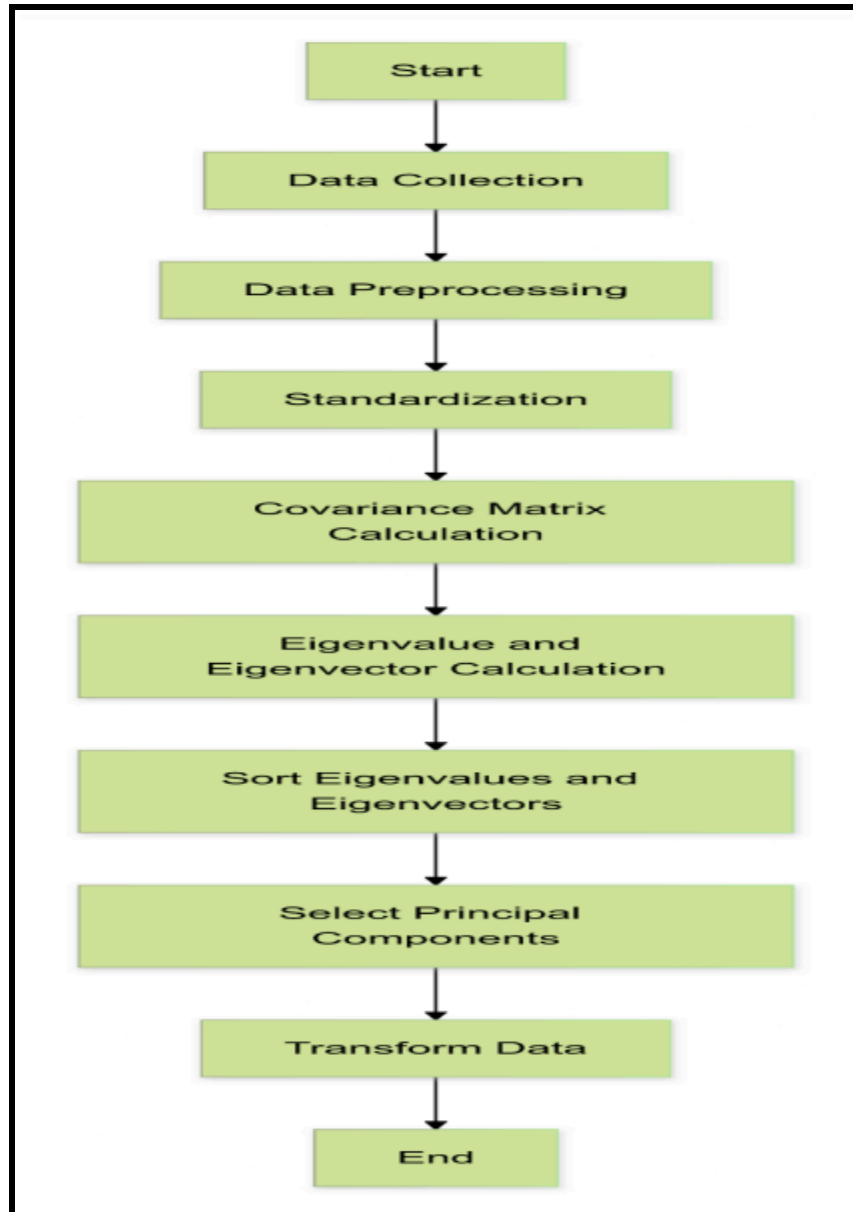 Start
Data Collection
Data Preprocessing
Standardization
Covariance Matrix
Calculation
Eigenvalue and
Eigenvector Calculation
Sort Eigenvalues and
Eigenvectors
Select Principal
Components
Transform Data
End